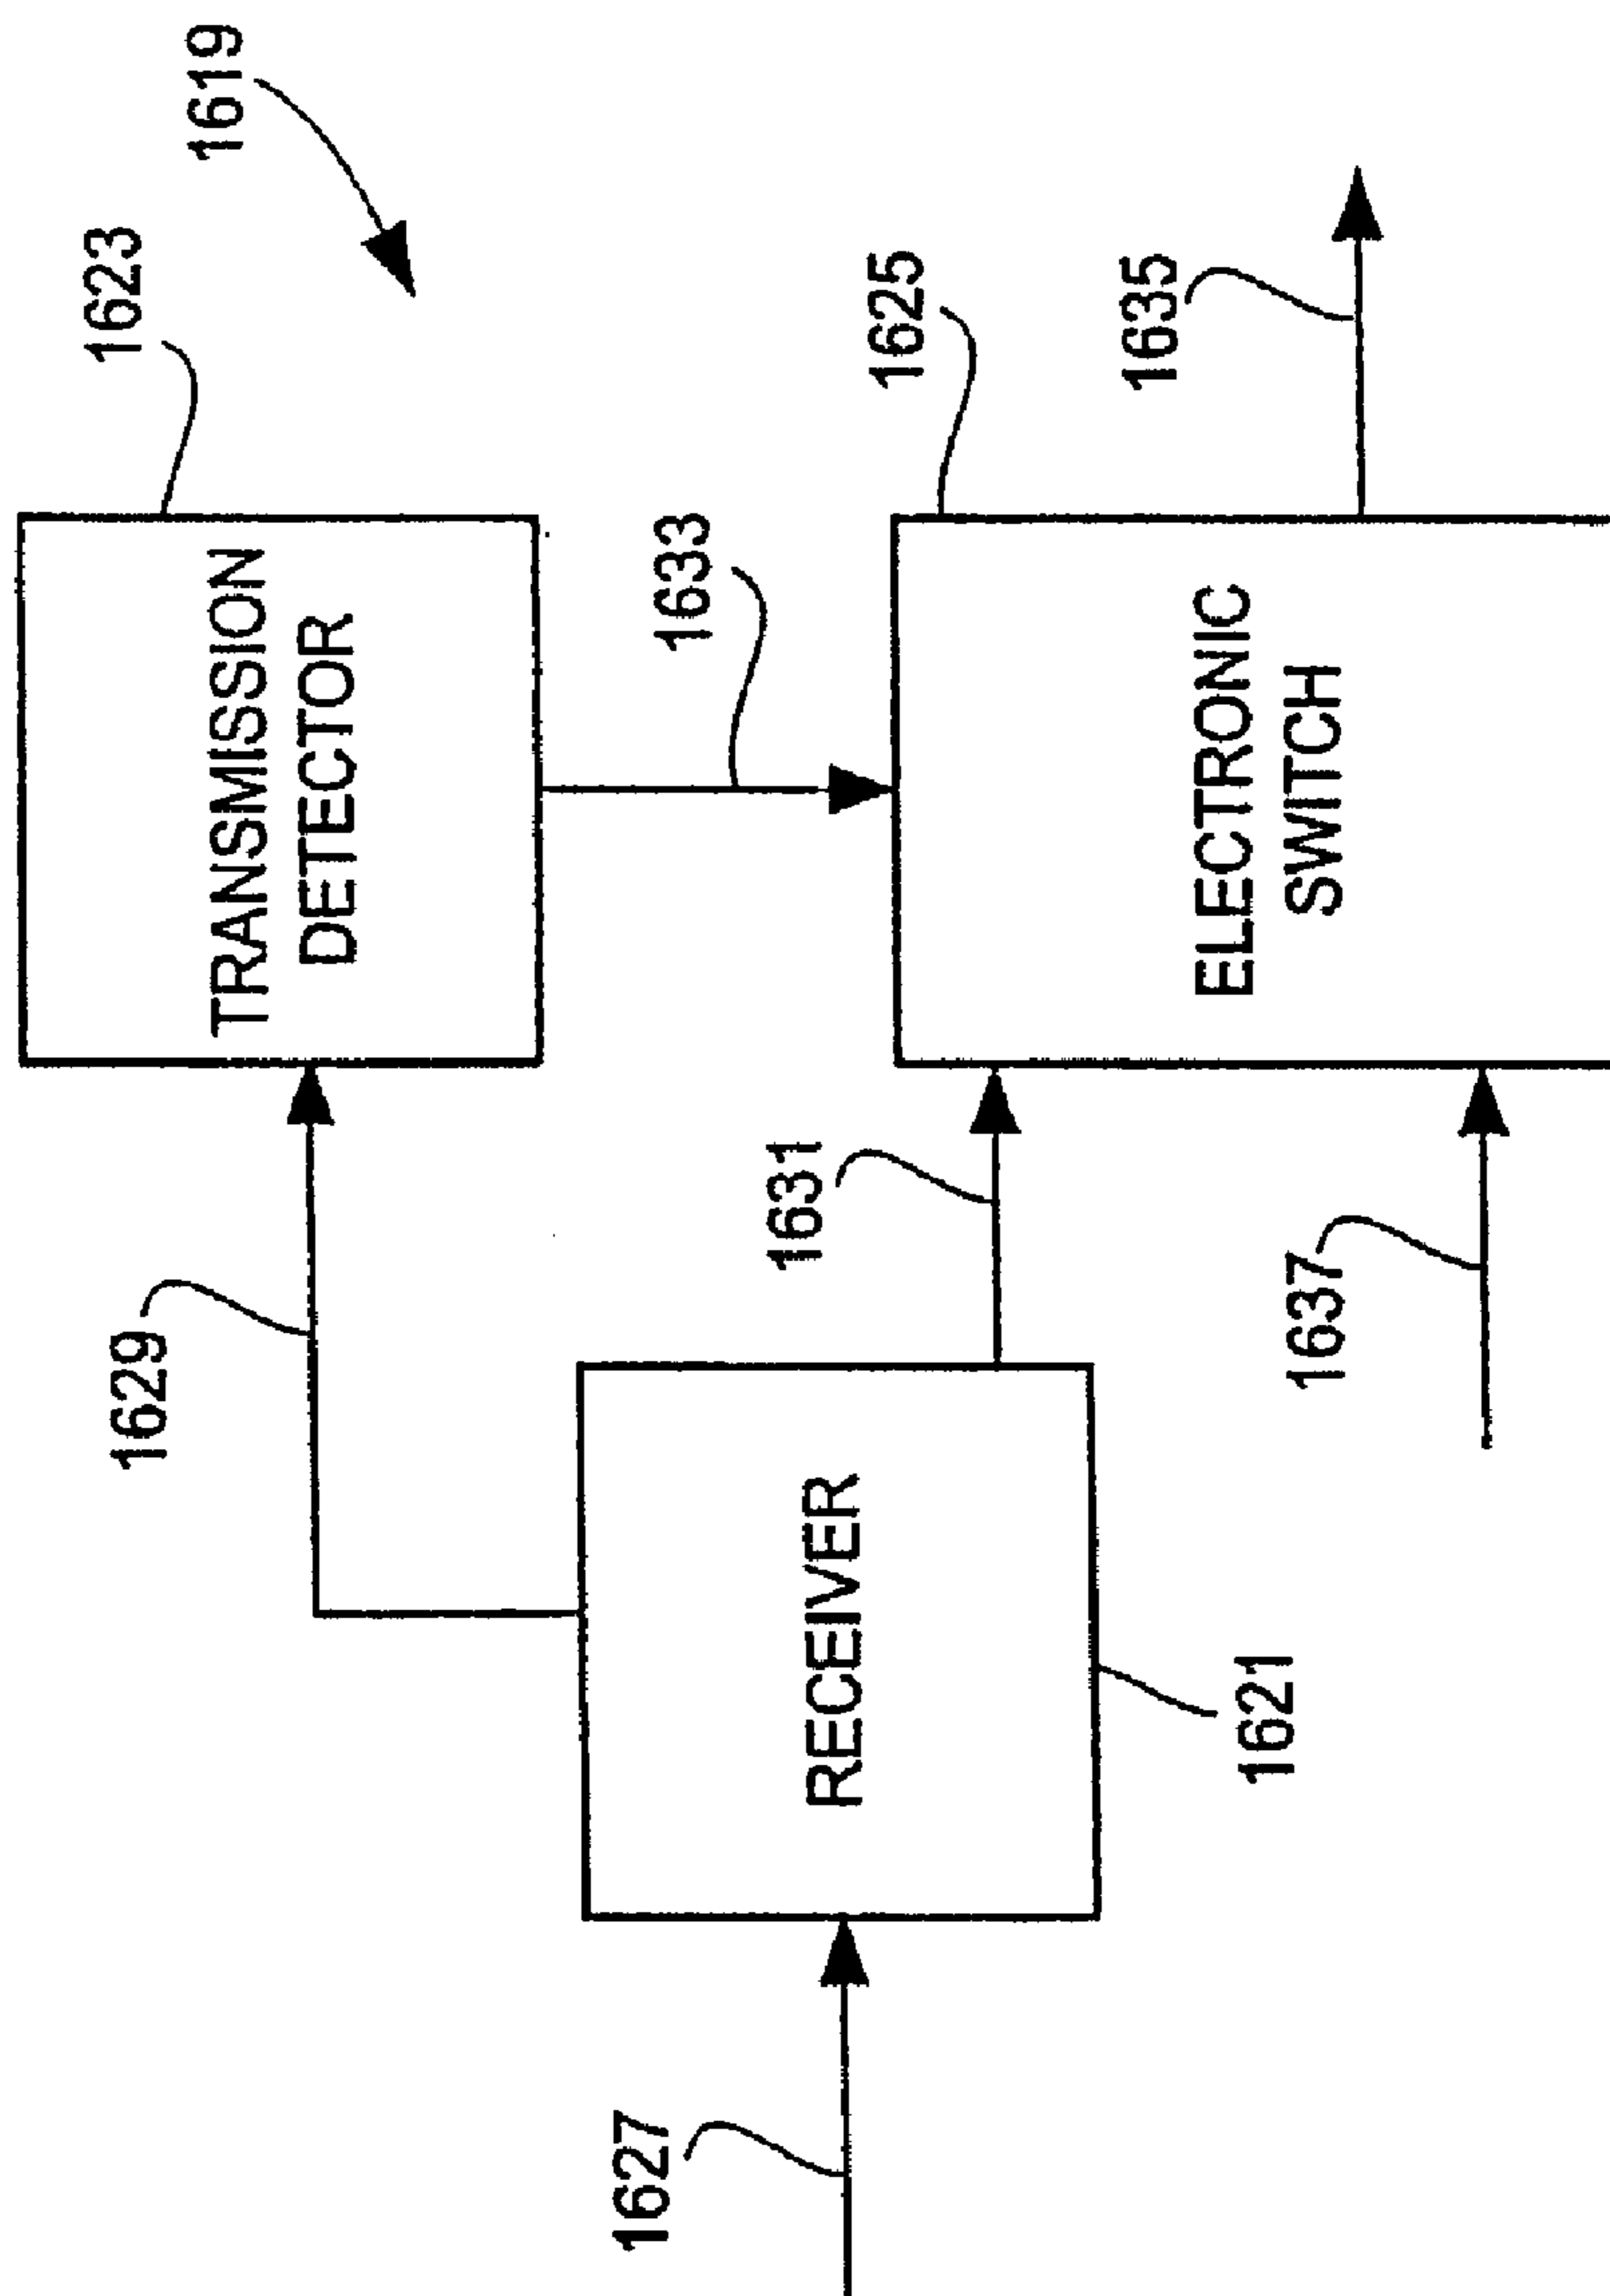 1619
1623
TRANSMISSION
DETECTOR
1629
1633
1625
1631
1635
RECEIVER
ELECTRONIC
SWITCH
1627
1637
1621